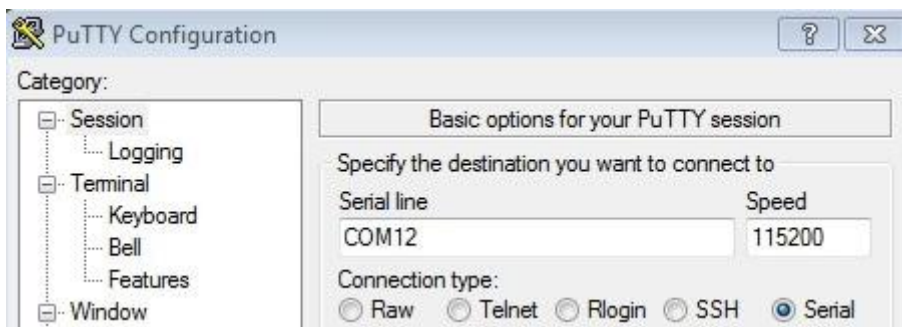 PuTTY Configuration
?
Category:
Session
Logging
Terminal
Keyboard
Bell
Features
Window
Basic options for your PuTTY session
Specify the destination you want to connect to
Serial line Speed
COM12 115200
Connection type:
Raw Telnet Rlogin SSH Serial